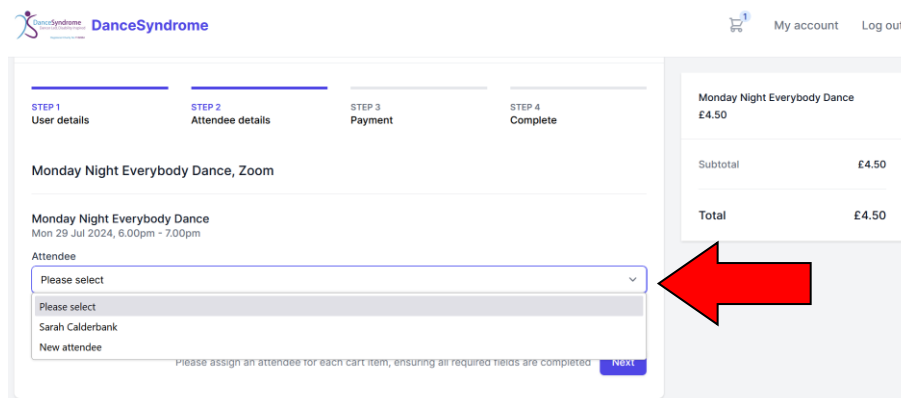 DanceSyndrome DanceSyndrome
1
My account Log out
STEP 1 STEP 2 STEP 3 STEP 4
User details Attendee details Payment Complete
Monday Night Everybody Dance
£4.50
Subtotal £4.50
Total £4.50
Monday Night Everybody Dance, Zoom
Monday Night Everybody Dance
Mon 29 Jul 2024, 6.00pm - 7.00pm
Attendee
Please select
Please select
Sarah Calderbank
New attendee
Please assign an attendee for each cart item, ensuring all required fields are completed Next